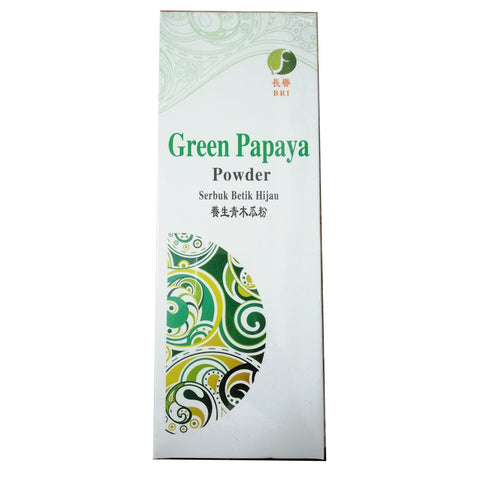 長譽
BRI
Green Papaya
Powder
Serbuk Betik Hijau
養生青木瓜粉